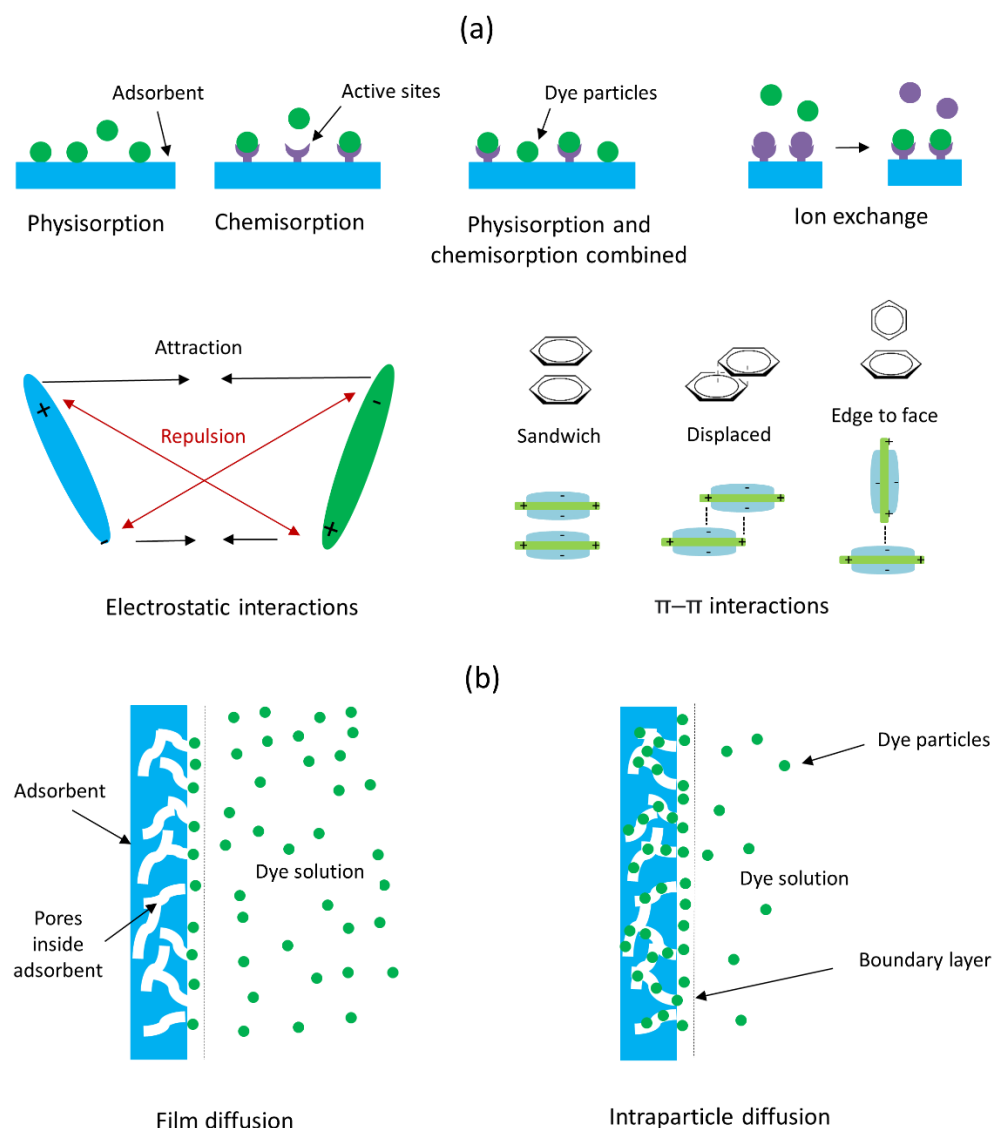 (a)
Adsorbent
Active sites
Dye particles
Physisorption
Chemisorption
Physisorption and
chemisorption combined
Ion exchange
Attraction
+
-
Repulsion
-
+
Electrostatic interactions
Sandwich
Displaced
Edge to face
-
+ +
-
-
+ +
-
-
+ +
-
-
+ +
-
+
- -
+
-
+ +
-
π–π interactions
(b)
Adsorbent
Dye solution
Pores
inside
adsorbent
Film diffusion
Dye particles
Dye solution
Boundary layer
Intraparticle diffusion